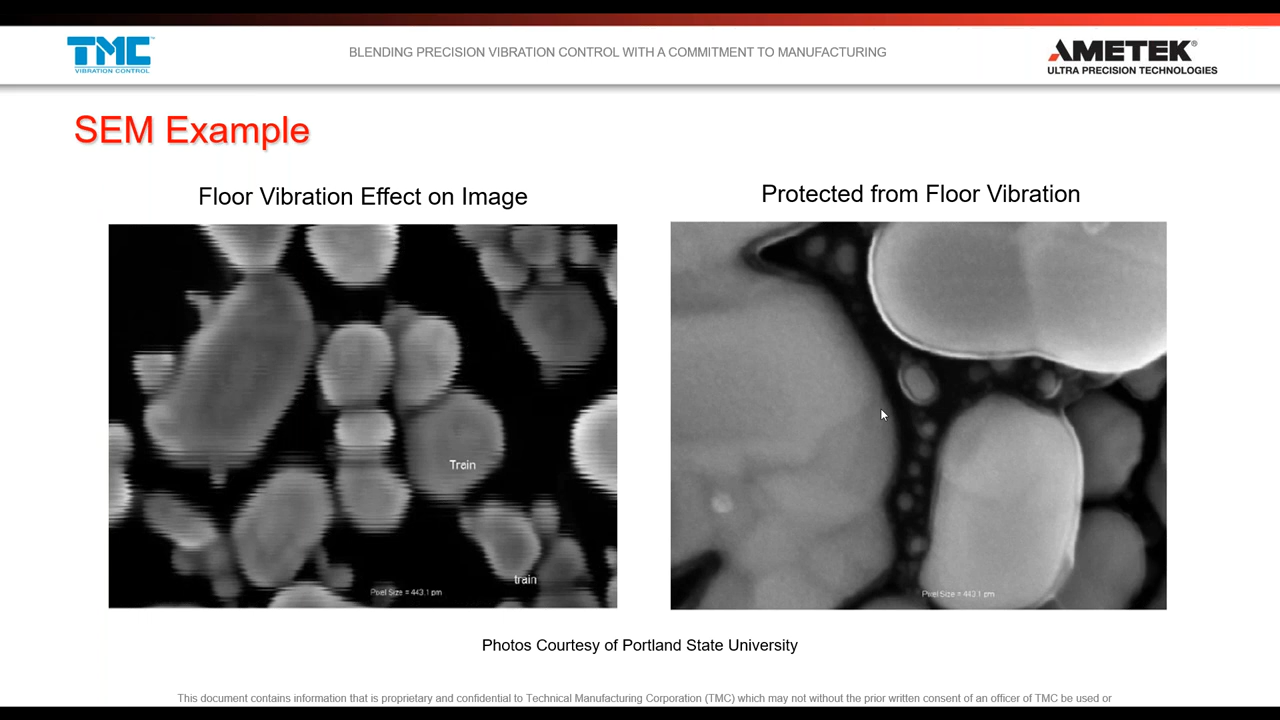 TMC
VIBRATION CONTROL
BLENDING PRECISION VIBRATION CONTROL WITH A COMMITMENT TO MANUFACTURING
AMETEK®
ULTRA PRECISION TECHNOLOGIES
SEM Example
Floor Vibration Effect on Image
Protected from Floor Vibration
Train
train
Pixel Size = 443.1 pm
Pixel Size = 443.1 pm
Photos Courtesy of Portland State University
This document contains information that is proprietary and confidential to Technical Manufacturing Corporation (TMC) which may not without the prior written consent of an officer of TMC be used or